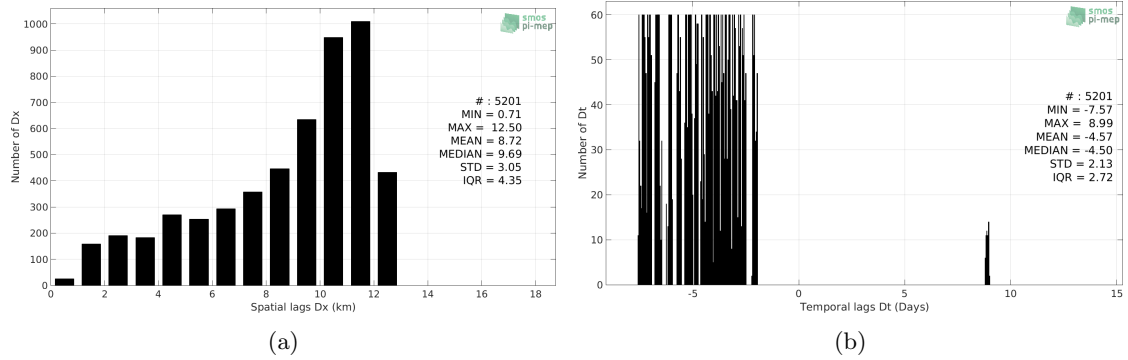 smos
pi-mep
1000
900
800
700
600
500
400
300
200
100
0
Number of Dx
# : 5201
MIN = 0.71
MAX = 12.50
MEAN = 8.72
MEDIAN = 9.69
STD = 3.05
IQR = 4.35
0 2 4 6 8 10 12 14 16 18
Spatial lags Dx (km)
(a)
smos
pi-mep
60
50
40
30
20
10
0
Number of Dt
# : 5201
MIN = -7.57
MAX = 8.99
MEAN = -4.57
MEDIAN = -4.50
STD = 2.13
IQR = 2.72
-5 0 5 10 15
Temporal lags Dt (Days)
(b)